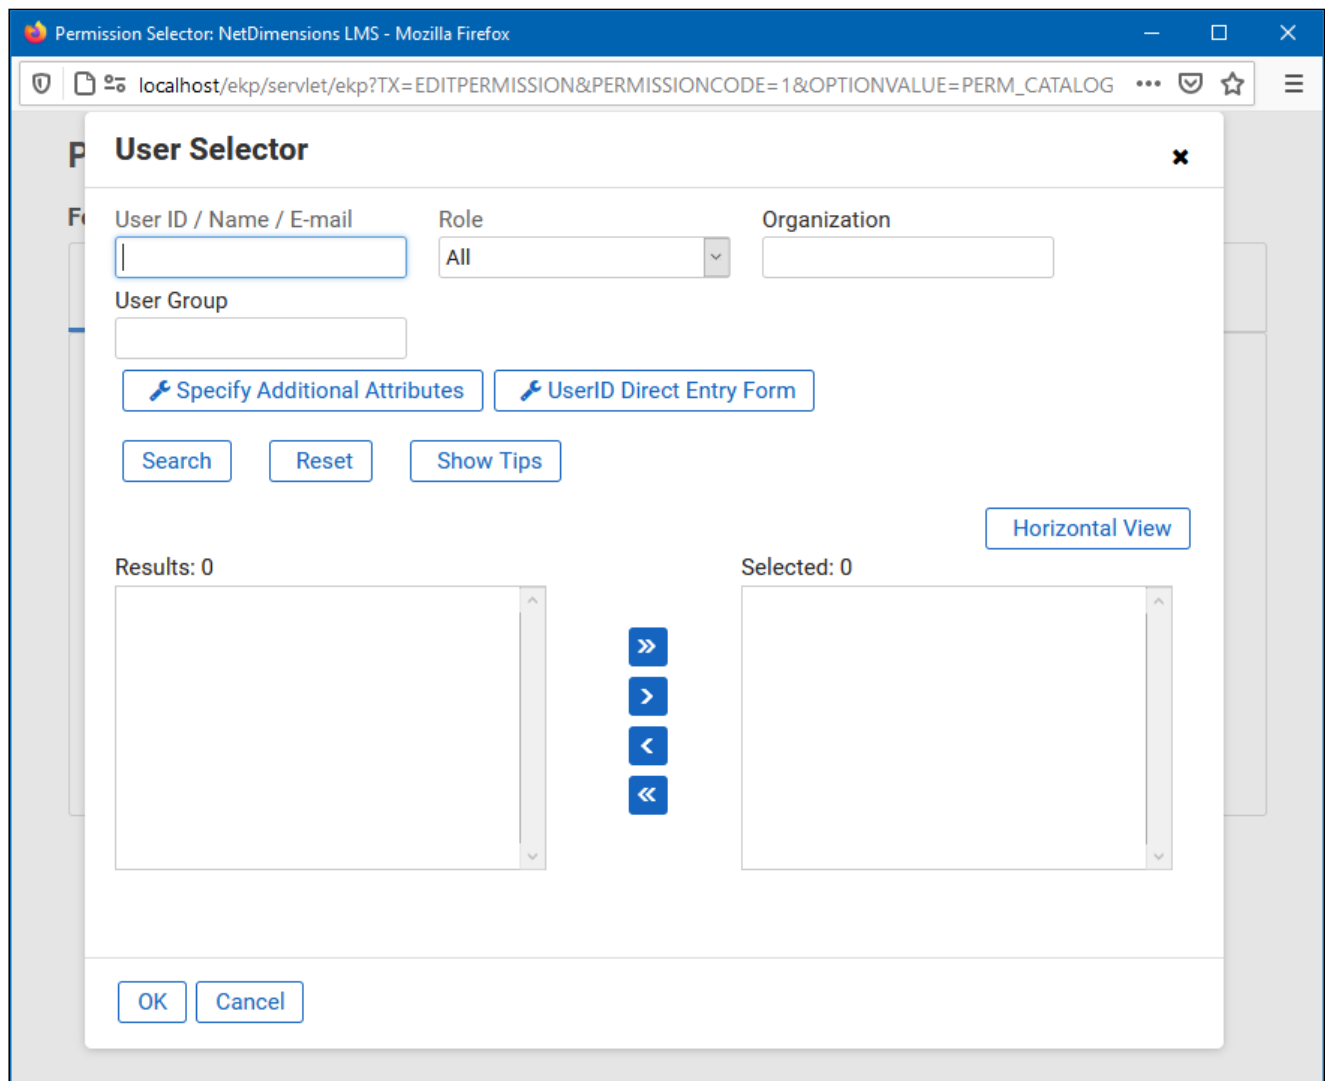 Permission Selector: NetDimensions LMS - Mozilla Firefox
localhost/ekp/servlet/ekp?TX=EDITPERMISSION&PERMISSIONCODE=1&OPTIONVALUE=PERM_CATALOG
User Selector
User ID / Name / E-mail Role Organization
All
User Group
Specify Additional Attributes UserID Direct Entry Form
Search Reset Show Tips
Horizontal View
Results: 0 Selected: 0
OK Cancel